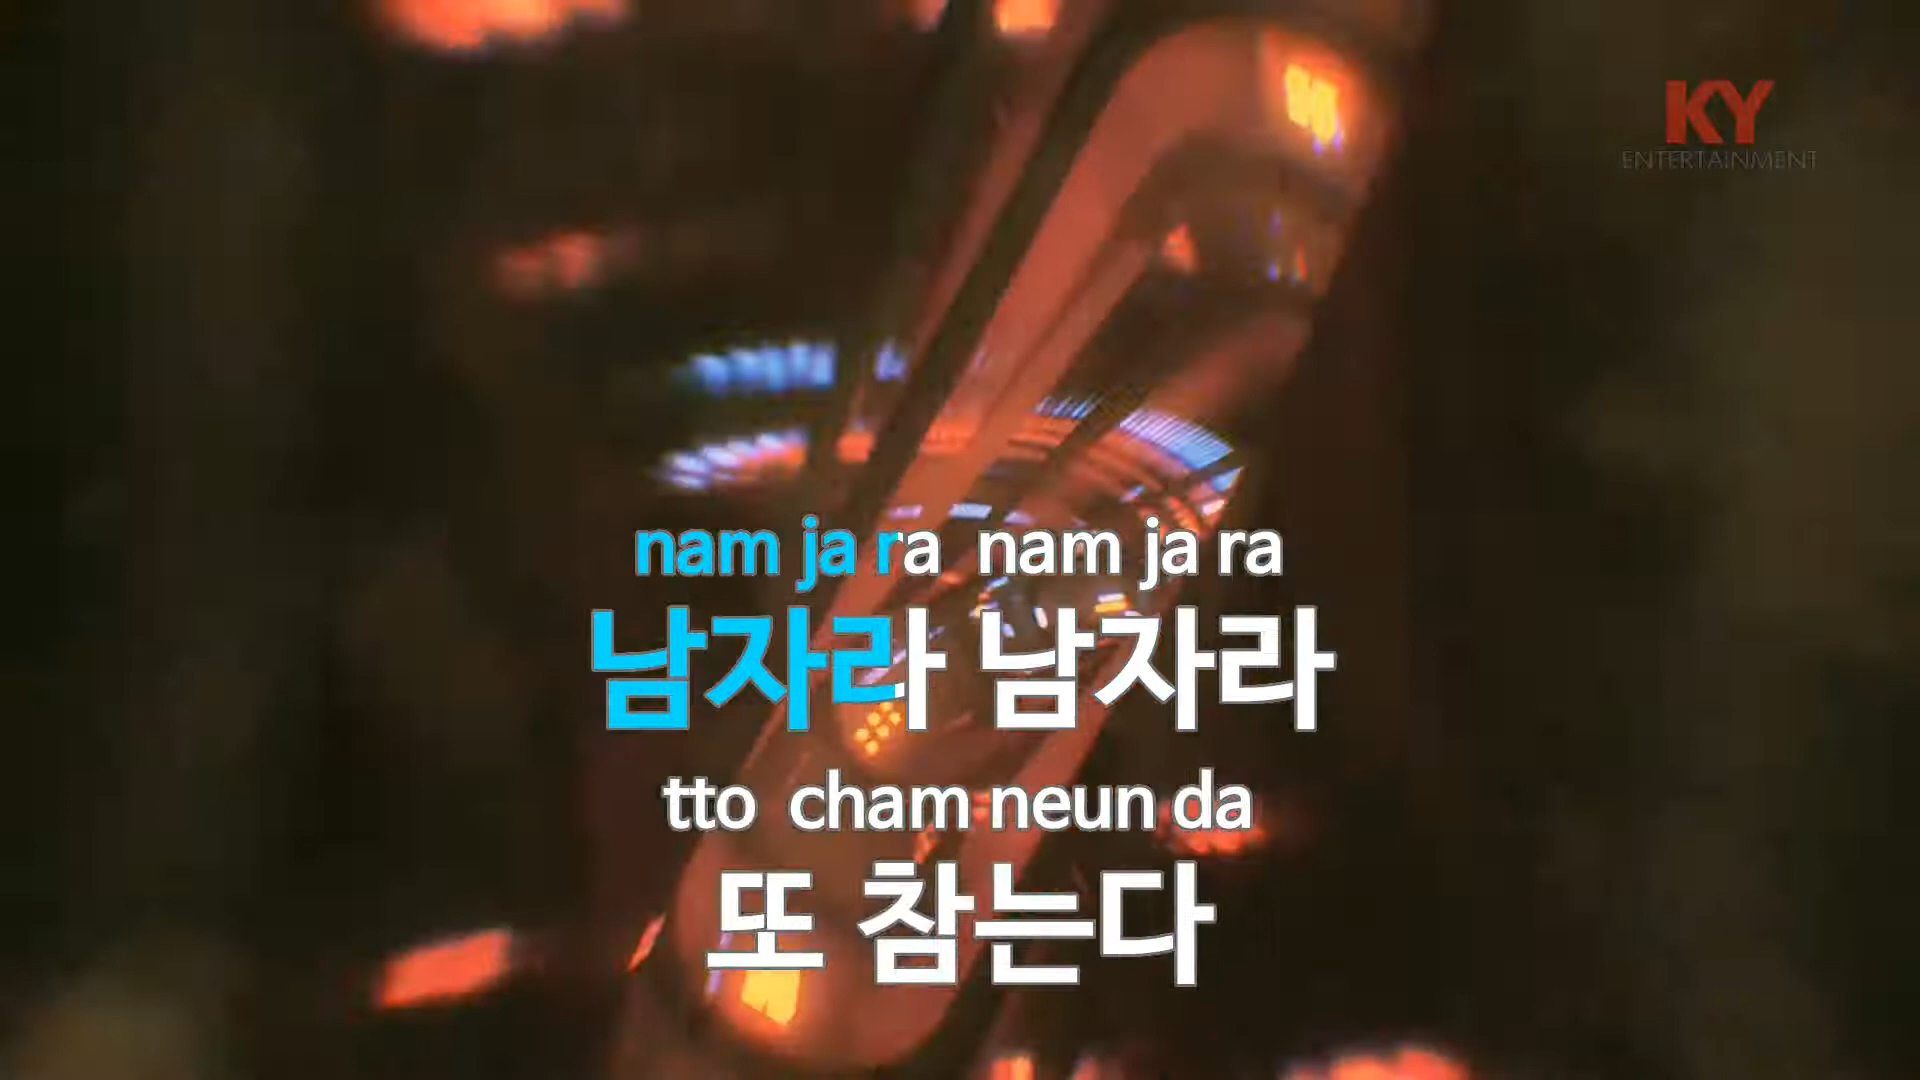 KY
ENTERTAINMENT
nam ja ra nam ja ra
남자라 남자라
tto cham neun da
또 참는다